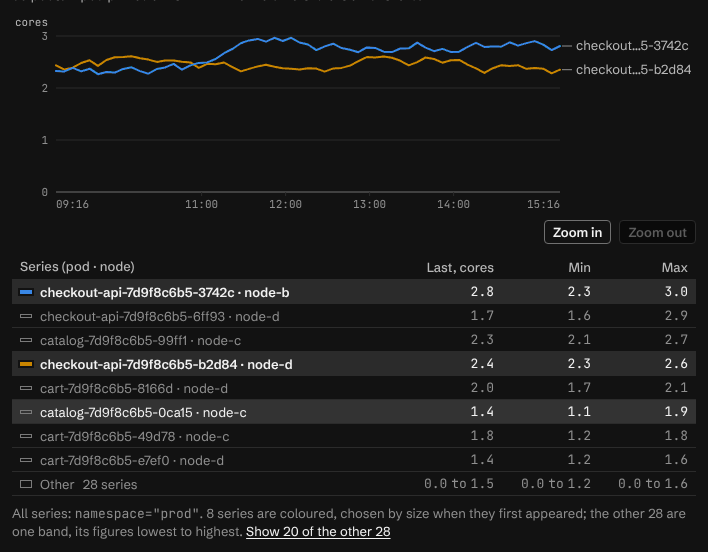 cores
3
checkout…5-3742c
checkout…5-b2d84
2
1
0
09:16 11:00 12:00 13:00 14:00 15:16
Zoom in Zoom out
Series (pod · node) Last, cores Min Max
checkout-api-7d9f8c6b5-3742c · node-b 2.8 2.3 3.0
checkout-api-7d9f8c6b5-6ff93 · node-d 1.7 1.6 2.9
catalog-7d9f8c6b5-99ff1 · node-c 2.3 2.1 2.7
checkout-api-7d9f8c6b5-b2d84 · node-d 2.4 2.3 2.6
cart-7d9f8c6b5-8166d · node-d 2.0 1.7 2.1
catalog-7d9f8c6b5-0ca15 · node-c 1.4 1.1 1.9
cart-7d9f8c6b5-49d78 · node-c 1.8 1.2 1.8
cart-7d9f8c6b5-e7ef0 · node-d 1.4 1.2 1.6
Other 28 series 0.0 to 1.5 0.0 to 1.2 0.0 to 1.6
All series: namespace="prod". 8 series are coloured, chosen by size when they first appeared; the other 28 are
one band, its figures lowest to highest. Show 20 of the other 28